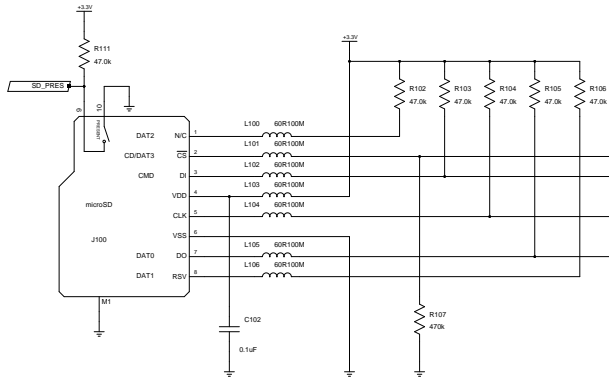 +3.3V
R111
47.0k
SD_PRES
9
10
PRESENT
+3.3V
R102
47.0k
R103
47.0k
R104
47.0k
R105
47.0k
R106
47.0k
DAT2 N/C 1 L100 60R100M
CD/DAT3 CS 2 L101 60R100M
CMD DI 3 L102 60R100M
VDD 4 L103 60R100M
microSD
CLK 5 L104 60R100M
VSS 6
J100
DAT0 DO 7 L105 60R100M
DAT1 RSV 8 L106 60R100M
M1
C102
0.1uF
R107
470k